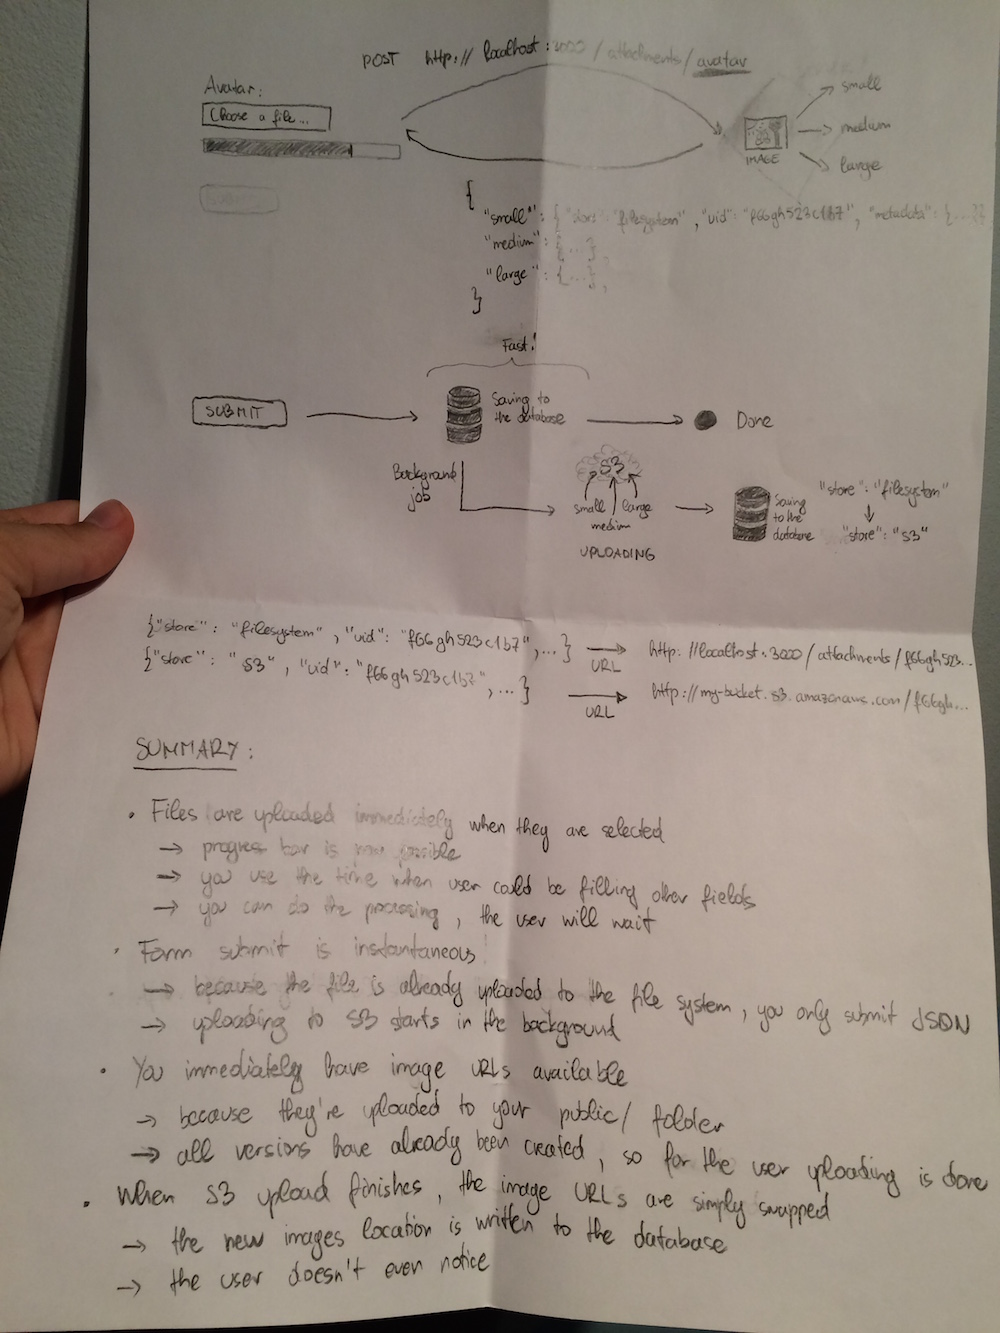 POST http://localhost:3000/attachments/avatar
Avatar:
Choose a file...
small
medium
large
IMAGE
SUBMIT
{
"small": { "store": "filesystem", "uid": "f66gh523c1b7", "metadata": {...}}
"medium": {...},
"large": {...},
}
Fast!
SUBMIT
Saving to
the database
Done
Background
job
S3
small large
medium
UPLOADING
Saving
to the
database
"store": "filesystem"
"store": "S3"
{"store": "filesystem", "uid": "f66gh523c1b7",...} URL http://localhost:3000/attachments/f66gh523...
{"store": "S3", "uid": "f66gh523c1b7",...} URL http://my-bucket.s3.amazonaws.com/f66gh...
SUMMARY:
• Files are uploaded immediately when they are selected
→ progress bar is now possible
→ you use the time when user could be filling other fields
→ you can do the processing, the user will wait
• Form submit is instantaneous!
→ because the file is already uploaded to the file system, you only submit JSON
→ uploading to S3 starts in the background
• You immediately have image URLs available
→ because they're uploaded to your public/ folder
→ all versions have already been created, so for the user uploading is done
• When S3 upload finishes, the image URLs are simply swapped
→ the new images location is written to the database
→ the user doesn't even notice